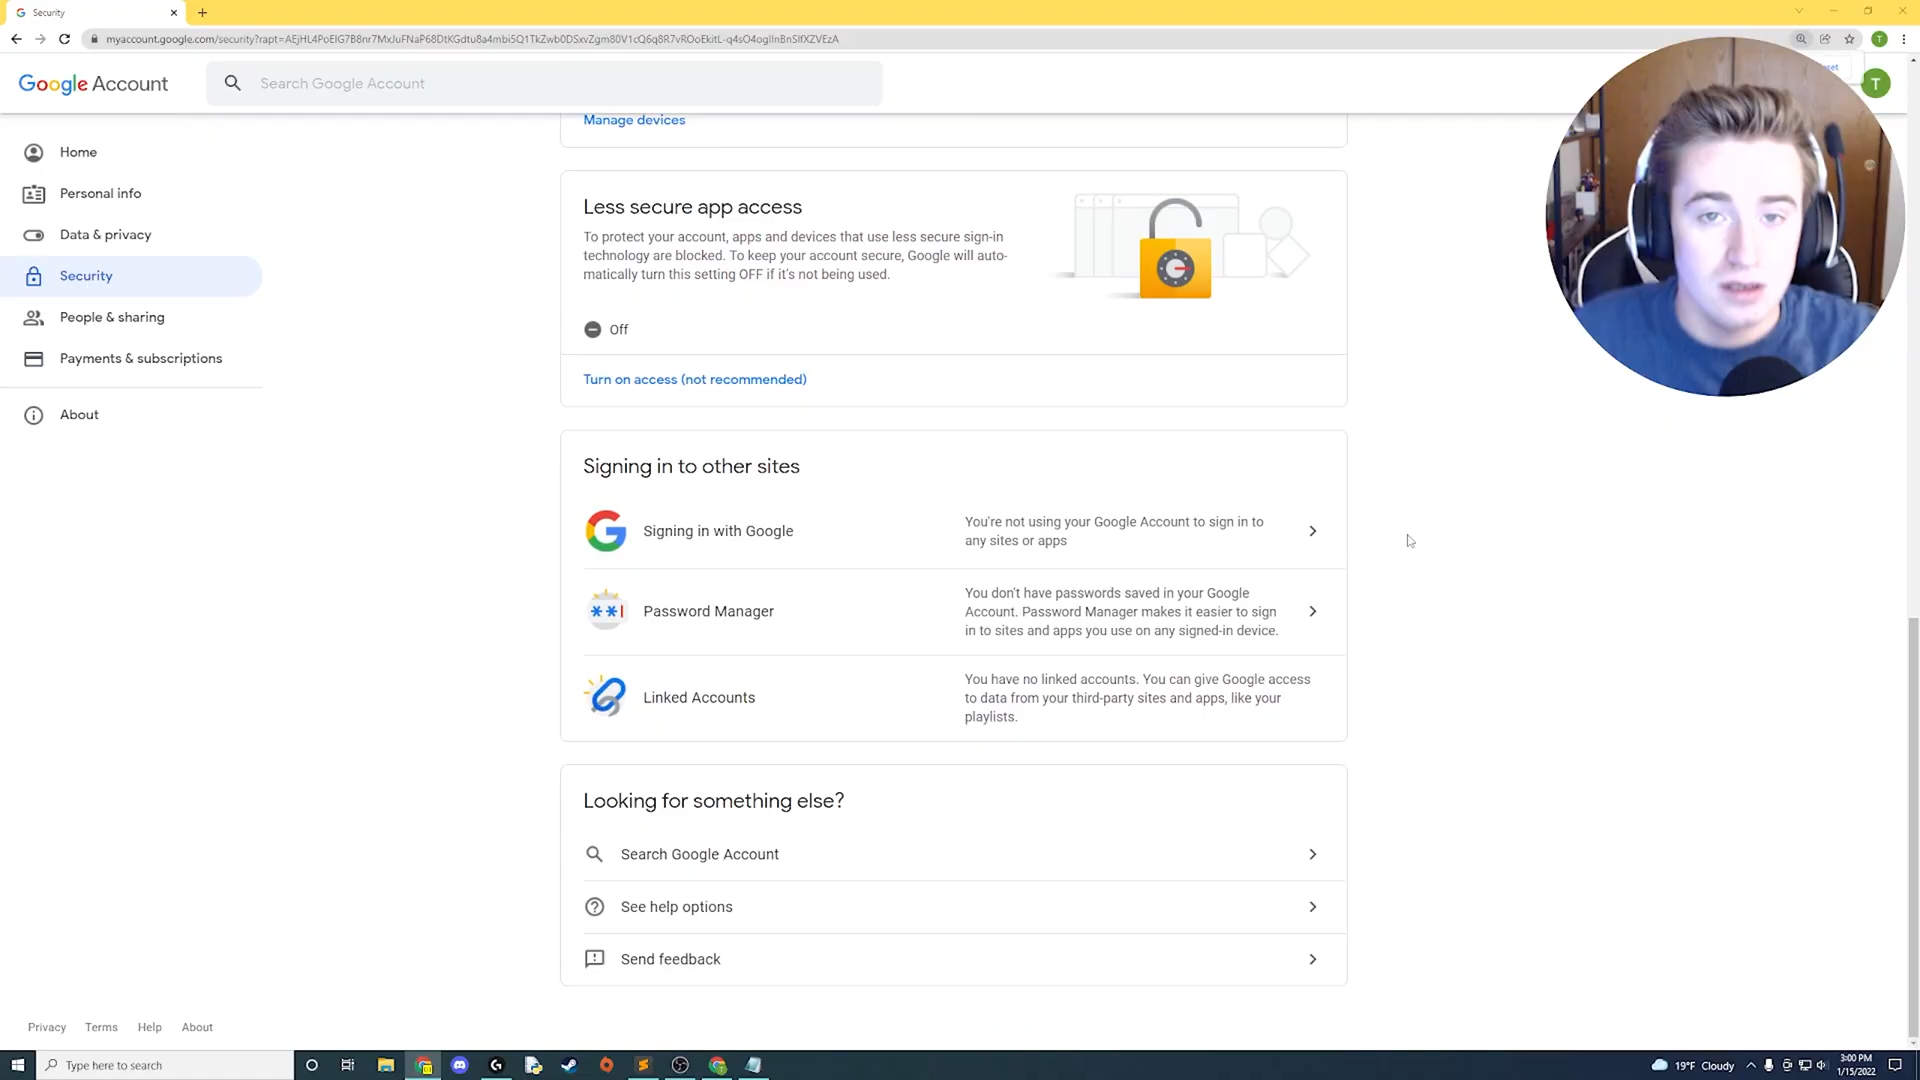 Security
myaccount.google.com/security?rapt=AEjHL4PoElG7B8nr7MxJuFNaP68DtKGdtu8a4mbi5Q1TkZwb0DSxvZgm80V1cQ6q8R7vROoEkitL-q4sO4ogIInBnSlfXZVEzA
T
Google Account
Search Google Account
T
Manage devices
Home
Personal info
Data & privacy
Security
People & sharing
Payments & subscriptions
About
Less secure app access
To protect your account, apps and devices that use less secure sign-in
technology are blocked. To keep your account secure, Google will auto-
matically turn this setting OFF if it's not being used.
Off
Turn on access (not recommended)
Signing in to other sites
Signing in with Google
You're not using your Google Account to sign in to
any sites or apps
Password Manager
You don't have passwords saved in your Google
Account. Password Manager makes it easier to sign
in to sites and apps you use on any signed-in device.
Linked Accounts
You have no linked accounts. You can give Google access
to data from your third-party sites and apps, like your
playlists.
Looking for something else?
Search Google Account
See help options
Send feedback
Privacy Terms Help About
Type here to search
19°F Cloudy
3:00 PM
1/15/2022